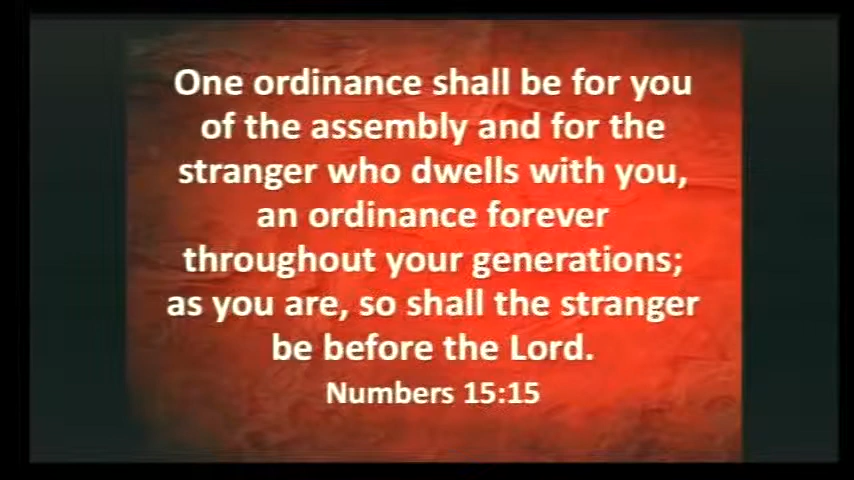 One ordinance shall be for you
of the assembly and for the
stranger who dwells with you,
an ordinance forever
throughout your generations;
as you are, so shall the stranger
be before the Lord.
Numbers 15:15